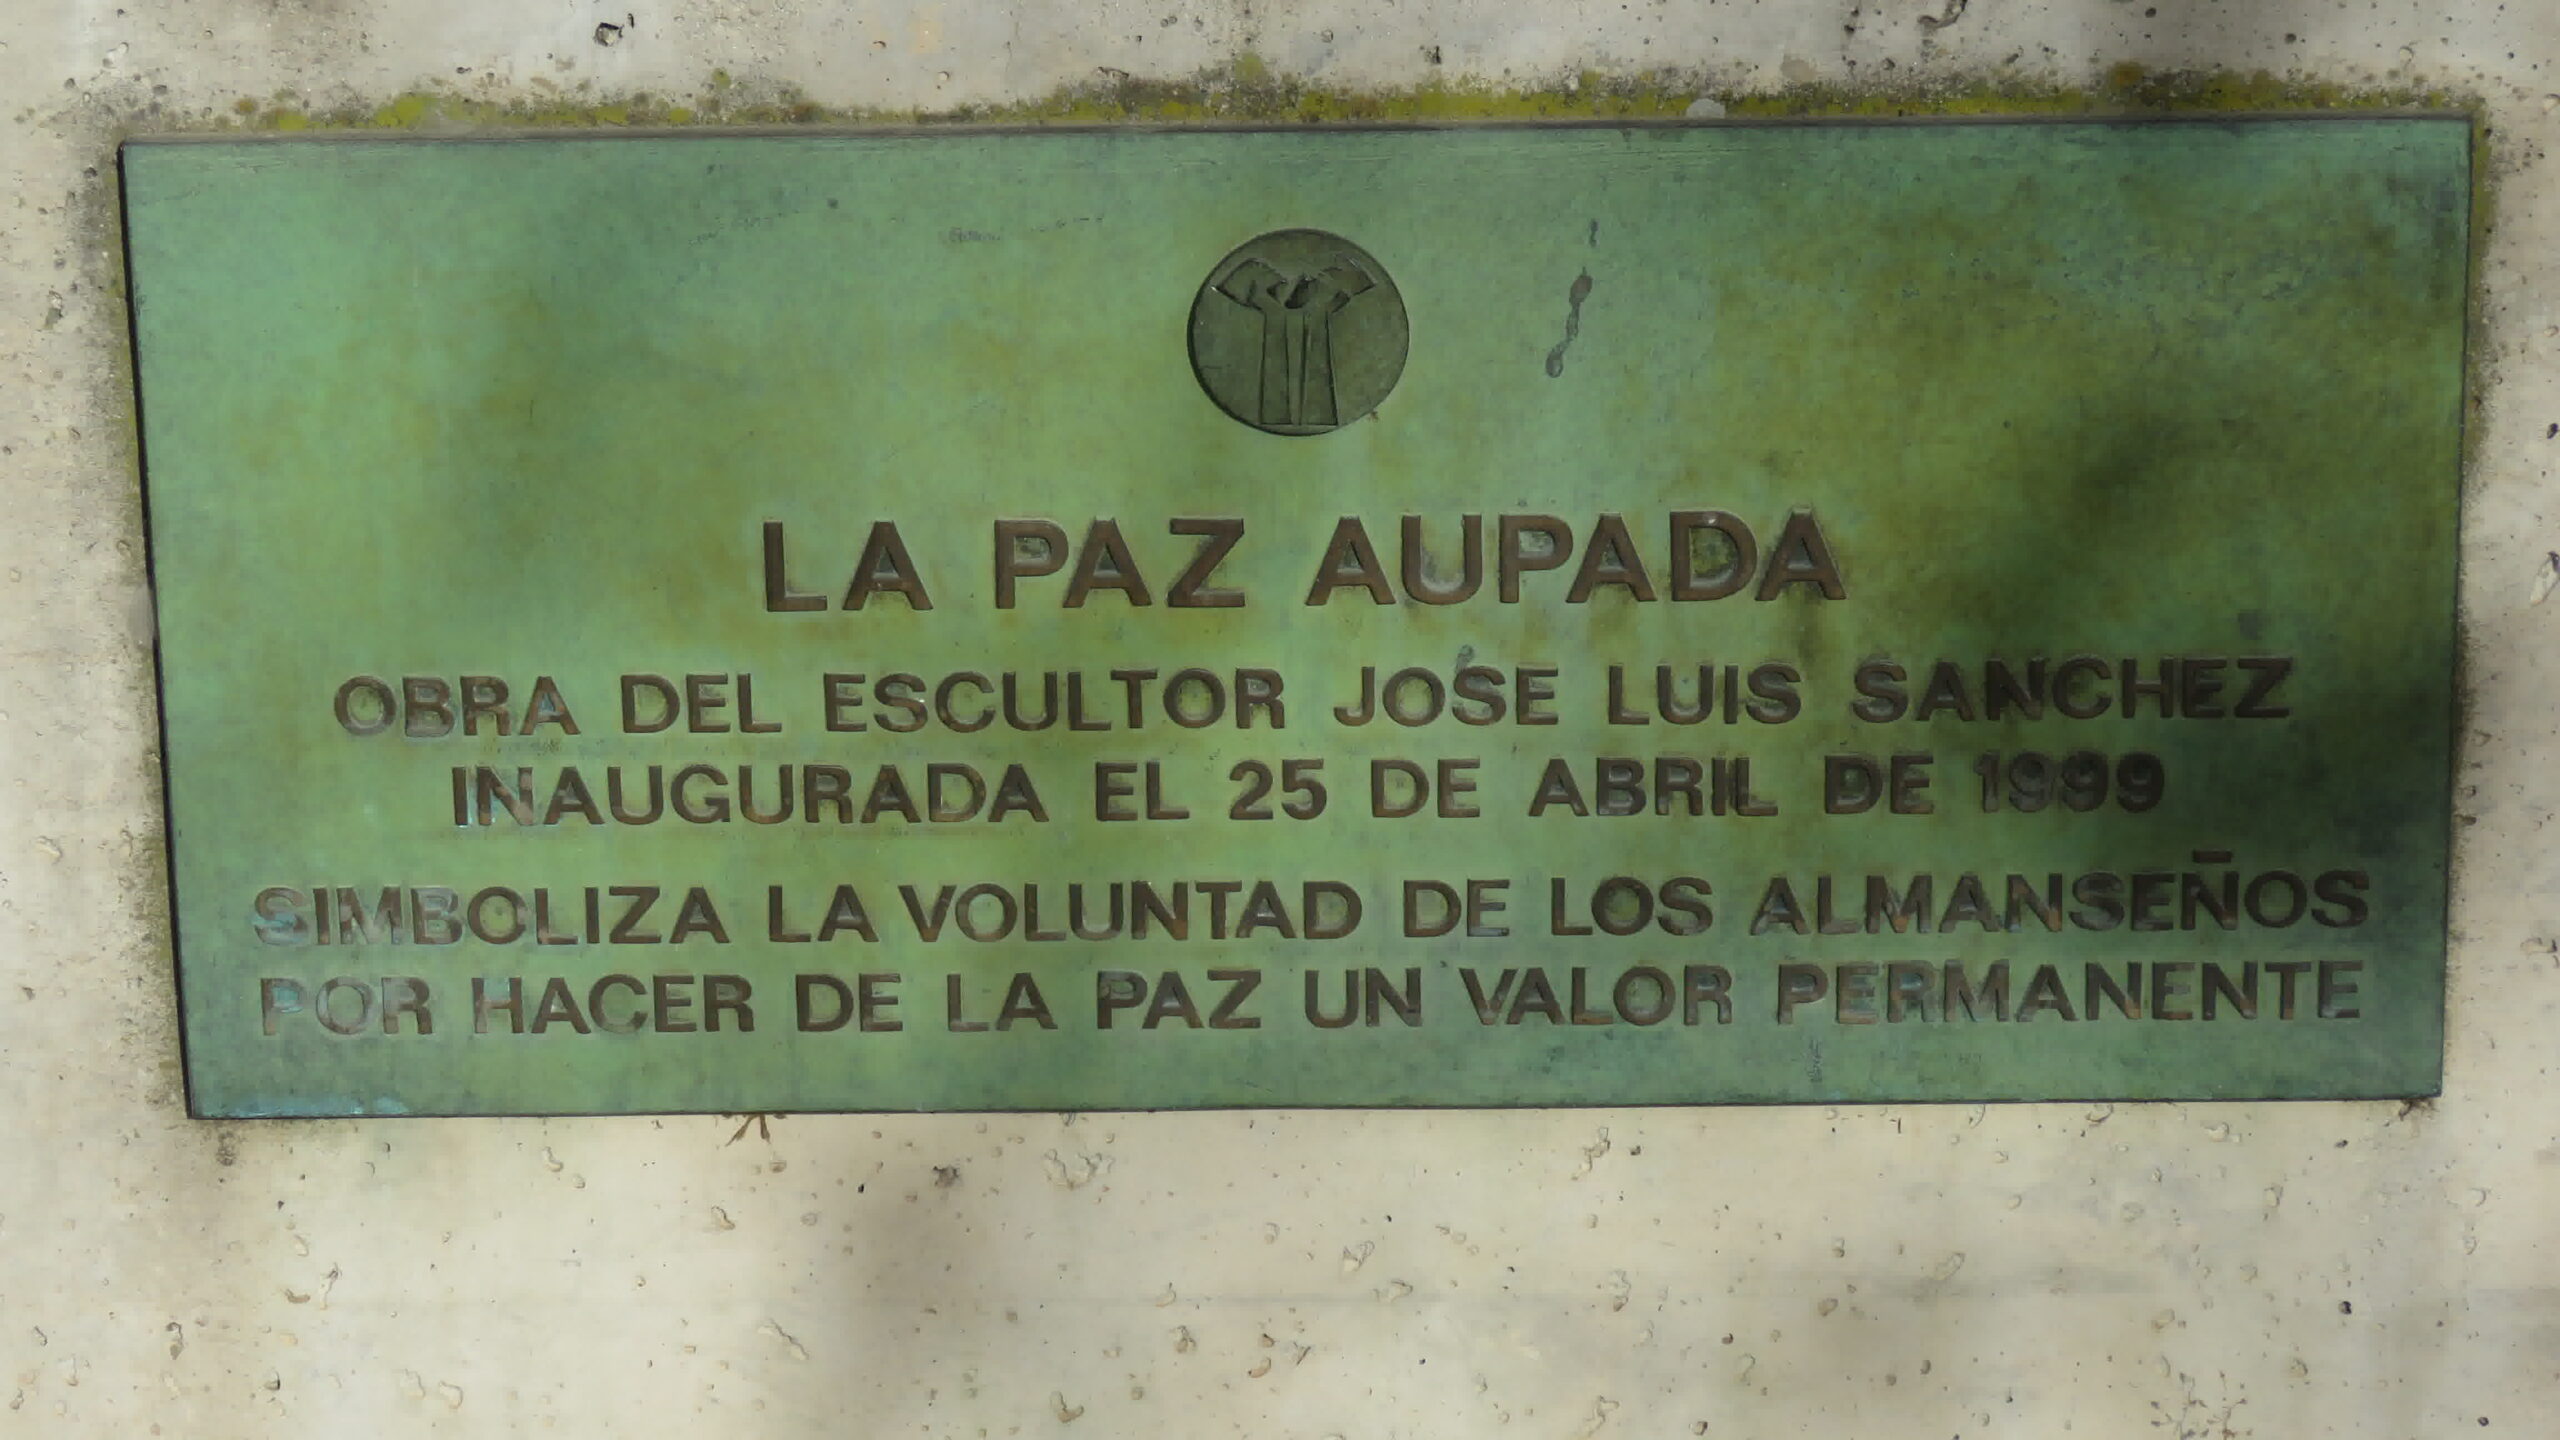 LA PAZ AUPADA
OBRA DEL ESCULTOR JOSE LUIS SANCHEZ
INAUGURADA EL 25 DE ABRIL DE 1999
SIMBOLIZA LA VOLUNTAD DE LOS ALMANSEÑOS
POR HACER DE LA PAZ UN VALOR PERMANENTE